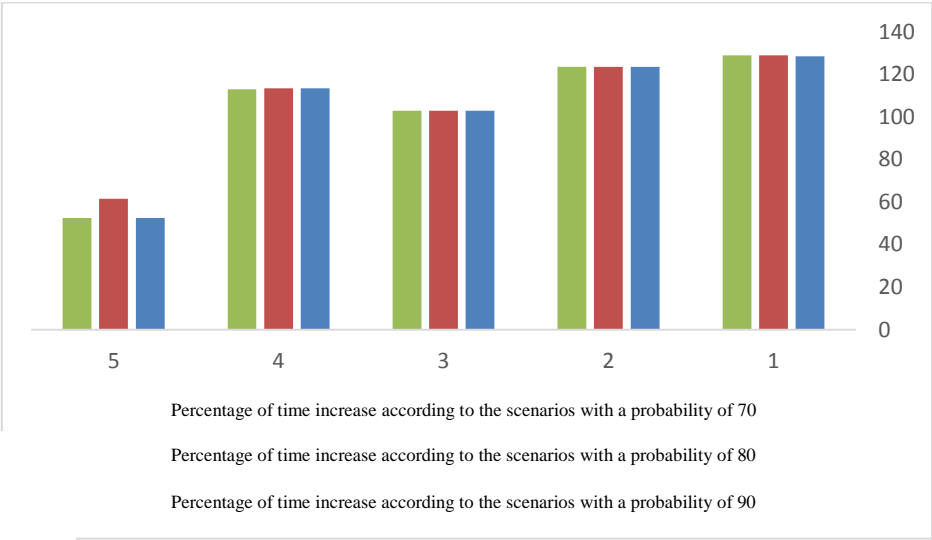 140
120
100
80
60
40
20
0
5 4 3 2 1
Percentage of time increase according to the scenarios with a probability of 70
Percentage of time increase according to the scenarios with a probability of 80
Percentage of time increase according to the scenarios with a probability of 90